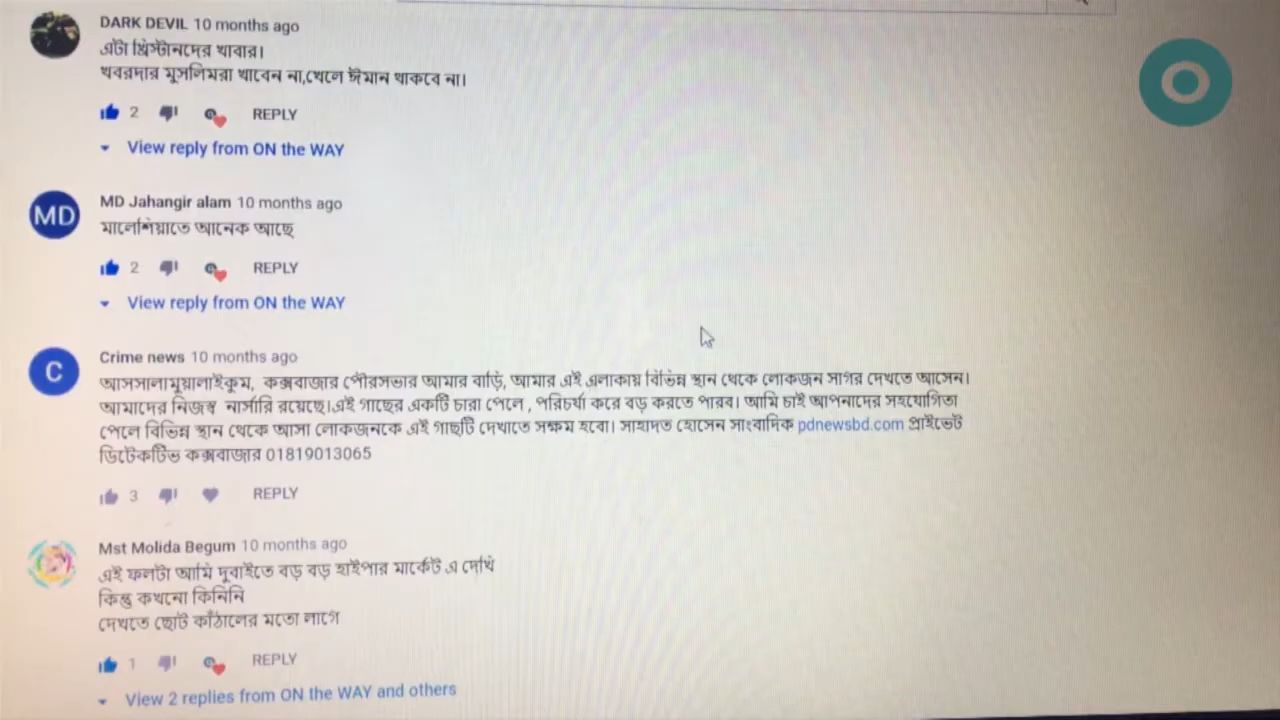 DARK DEVIL 10 months ago
এটা খ্রিস্টানদের খাবার।
খবরদার মুসলিমরা খাবেন না,খেলে ঈমান থাকবে না।
2 REPLY
View reply from ON the WAY
MD
MD Jahangir alam 10 months ago
মালেশিয়াতে আনেক আছে
2 REPLY
View reply from ON the WAY
C
Crime news 10 months ago
আসসালামুয়ালাইকুম, কক্সবাজার পৌরসভার আমার বাড়ি, আমার এই এলাকায় বিভিন্ন স্থান থেকে লোকজন সাগর দেখতে আসেন।
আমাদের নিজস্ব নার্সারি রয়েছে।এই গাছের একটি চারা পেলে , পরিচর্যা করে বড় করতে পারব। আমি চাই আপনাদের সহযোগিতা
পেলে বিভিন্ন স্থান থেকে আসা লোকজনকে এই গাছটি দেখাতে সক্ষম হবো। সাহাদত হোসেন সাংবাদিক pdnewsbd.com প্রাইভেট
ডিটেকটিভ কক্সবাজার 01819013065
3 REPLY
Mst Molida Begum 10 months ago
এই ফলটা আমি দুবাইতে বড় বড় হাইপার মার্কেট এ দেখি
কিন্তু কখনো কিনিনি
দেখতে ছোট কাঁঠালের মতো লাগে
1 REPLY
View 2 replies from ON the WAY and others